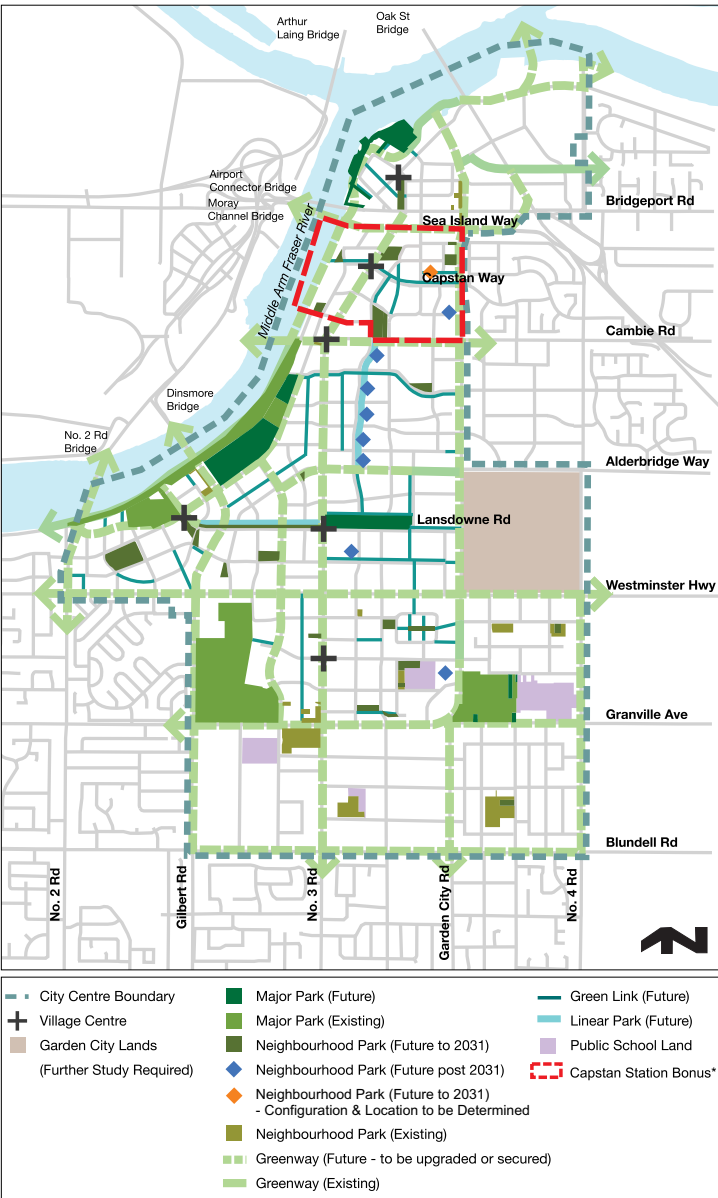 Arthur
Laing Bridge
Oak St
Bridge
Airport
Connector Bridge
Moray
Channel Bridge
Bridgeport Rd
Sea Island Way
Middle Arm Fraser River
Capstan Way
Cambie Rd
Dinsmore
Bridge
No. 2 Rd
Bridge
Alderbridge Way
Lansdowne Rd
Westminster Hwy
Granville Ave
Blundell Rd
No. 2 Rd
Gilbert Rd
No. 3 Rd
Garden City Rd
No. 4 Rd
N
City Centre Boundary
Village Centre
Garden City Lands
(Further Study Required)
Major Park (Future)
Major Park (Existing)
Neighbourhood Park (Future to 2031)
Neighbourhood Park (Future post 2031)
Neighbourhood Park (Future to 2031)
- Configuration & Location to be Determined
Neighbourhood Park (Existing)
Greenway (Future - to be upgraded or secured)
Greenway (Existing)
Green Link (Future)
Linear Park (Future)
Public School Land
Capstan Station Bonus*